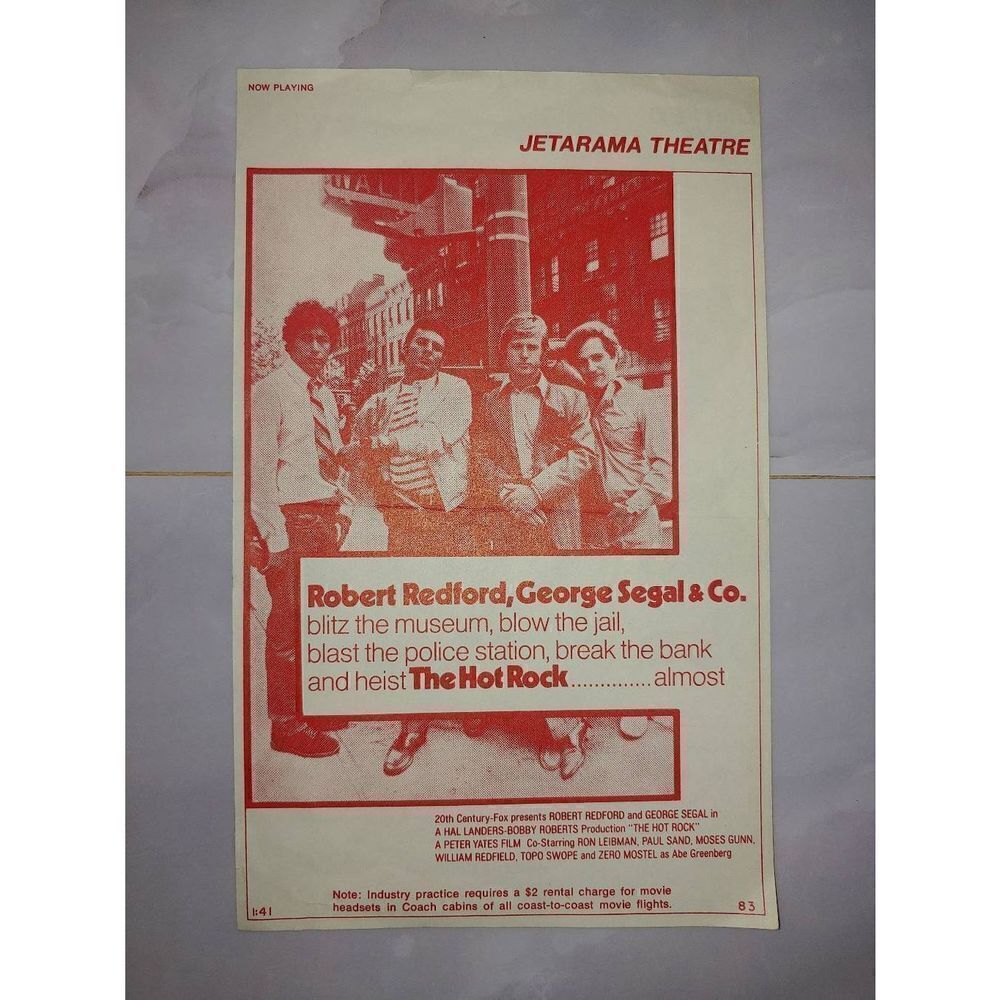 NOW PLAYING
JETARAMA THEATRE
WAL
Robert Redford, George Segal & Co.
blitz the museum, blow the jail,
blast the police station, break the bank
and heist The Hot Rock..............almost
20th Century-Fox presents ROBERT REDFORD and GEORGE SEGAL in
A HAL LANDERS-BOBBY ROBERTS Production "THE HOT ROCK"
A PETER YATES FILM Co-Starring RON LEIBMAN, PAUL SAND, MOSES GUNN,
WILLIAM REDFIELD, TOPO SWOPE and ZERO MOSTEL as Abe Greenberg
Note: Industry practice requires a $2 rental charge for movie
headsets in Coach cabins of all coast-to-coast movie flights.
1:41
83